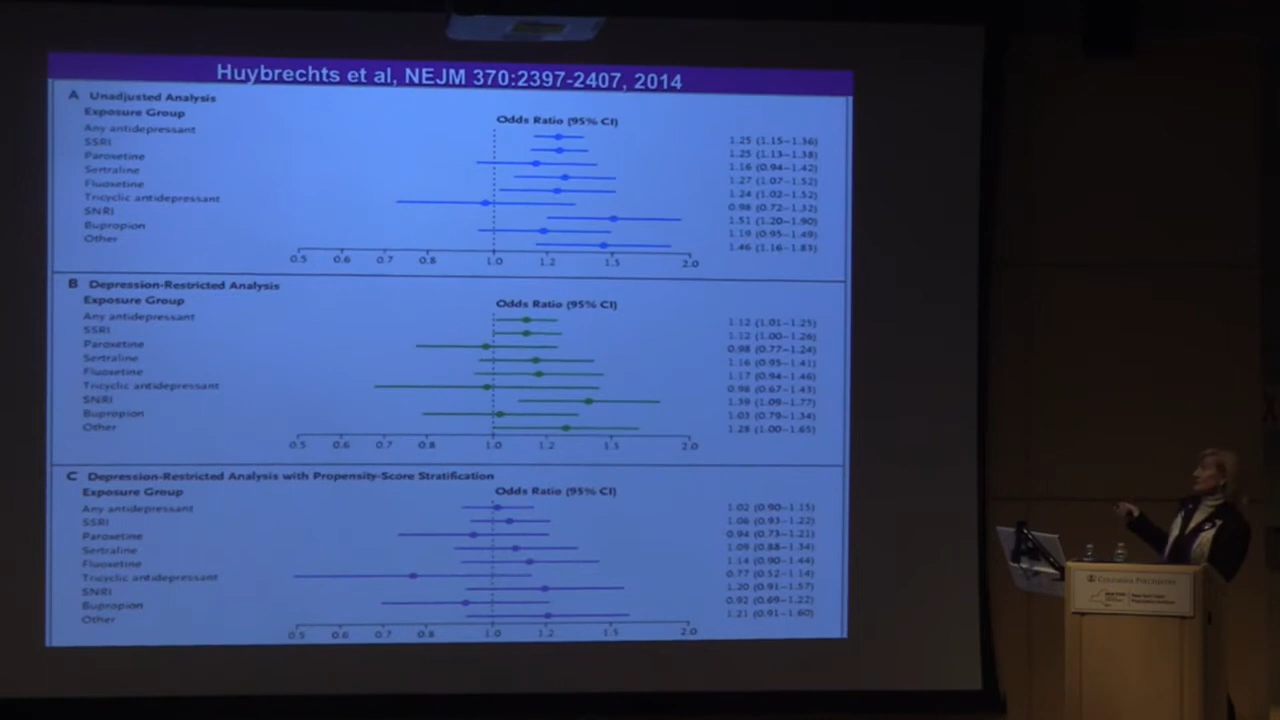 Huybrechts et al, NEJM 370:2397-2407, 2014
A Unadjusted Analysis
Exposure Group
Odds Ratio (95% CI)
Any antidepressant 1.25 (1.15–1.36)
SSRI 1.25 (1.13–1.38)
Paroxetine 1.16 (0.94–1.42)
Sertraline 1.27 (1.07–1.52)
Fluoxetine 1.24 (1.02–1.52)
Tricyclic antidepressant 0.98 (0.72–1.32)
SNRI 1.51 (1.20–1.90)
Bupropion 1.19 (0.95–1.49)
Other 1.46 (1.16–1.83)
0.5 0.6 0.7 0.8 1.0 1.2 1.5 2.0
B Depression-Restricted Analysis
Exposure Group
Odds Ratio (95% CI)
Any antidepressant 1.12 (1.01–1.25)
SSRI 1.12 (1.00–1.26)
Paroxetine 0.98 (0.77–1.24)
Sertraline 1.16 (0.95–1.41)
Fluoxetine 1.17 (0.94–1.46)
Tricyclic antidepressant 0.98 (0.67–1.43)
SNRI 1.39 (1.09–1.77)
Bupropion 1.03 (0.79–1.34)
Other 1.28 (1.00–1.65)
0.5 0.6 0.7 0.8 1.0 1.2 1.5 2.0
C Depression-Restricted Analysis with Propensity-Score Stratification
Exposure Group
Odds Ratio (95% CI)
Any antidepressant 1.02 (0.90–1.15)
SSRI 1.06 (0.93–1.22)
Paroxetine 0.94 (0.73–1.21)
Sertraline 1.09 (0.88–1.34)
Fluoxetine 1.14 (0.90–1.44)
Tricyclic antidepressant 0.77 (0.52–1.14)
SNRI 1.20 (0.91–1.57)
Bupropion 0.92 (0.69–1.22)
Other 1.21 (0.91–1.60)
0.5 0.6 0.7 0.8 1.0 1.2 1.5 2.0
COLUMBIA PSYCHIATRY